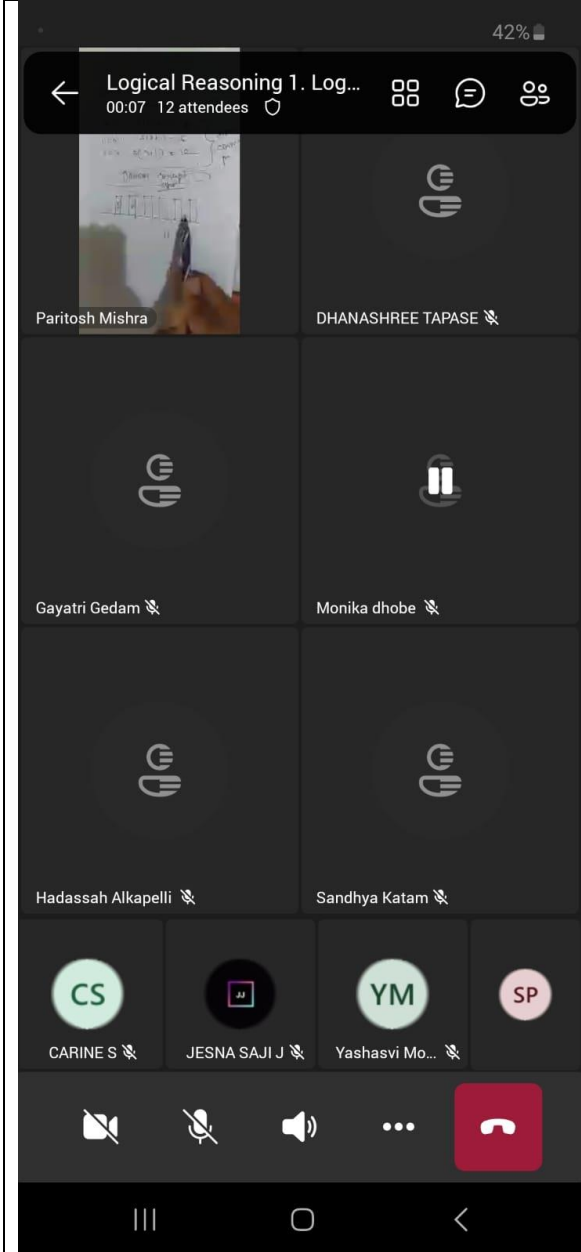 42%
Logical Reasoning 1. Log...
00:07 12 attendees
Paritosh Mishra
DHANASHREE TAPASE
Gayatri Gedam
Monika dhobe
Hadassah Alkapelli
Sandhya Katam
CS
JJ
YM
SP
CARINE S
JESNA SAJI J
Yashasvi Mo...